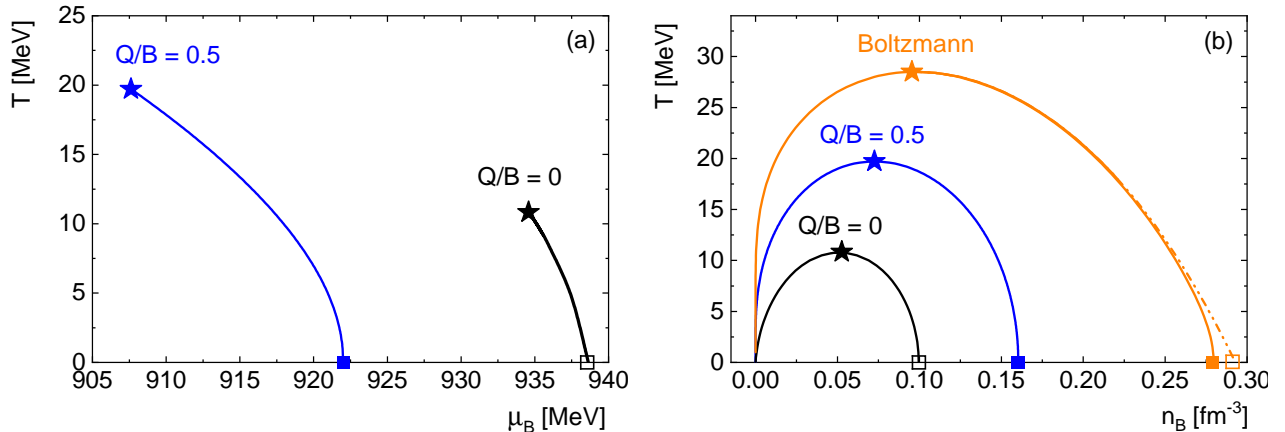 (a)
Q/B = 0.5
Q/B = 0
T [MeV]
25
20
15
10
5
0
905 910 915 920 925 930 935 940
μ_B [MeV]
(b)
Boltzmann
Q/B = 0.5
Q/B = 0
T [MeV]
30
25
20
15
10
5
0
0.00 0.05 0.10 0.15 0.20 0.25 0.30
n_B [fm⁻³]